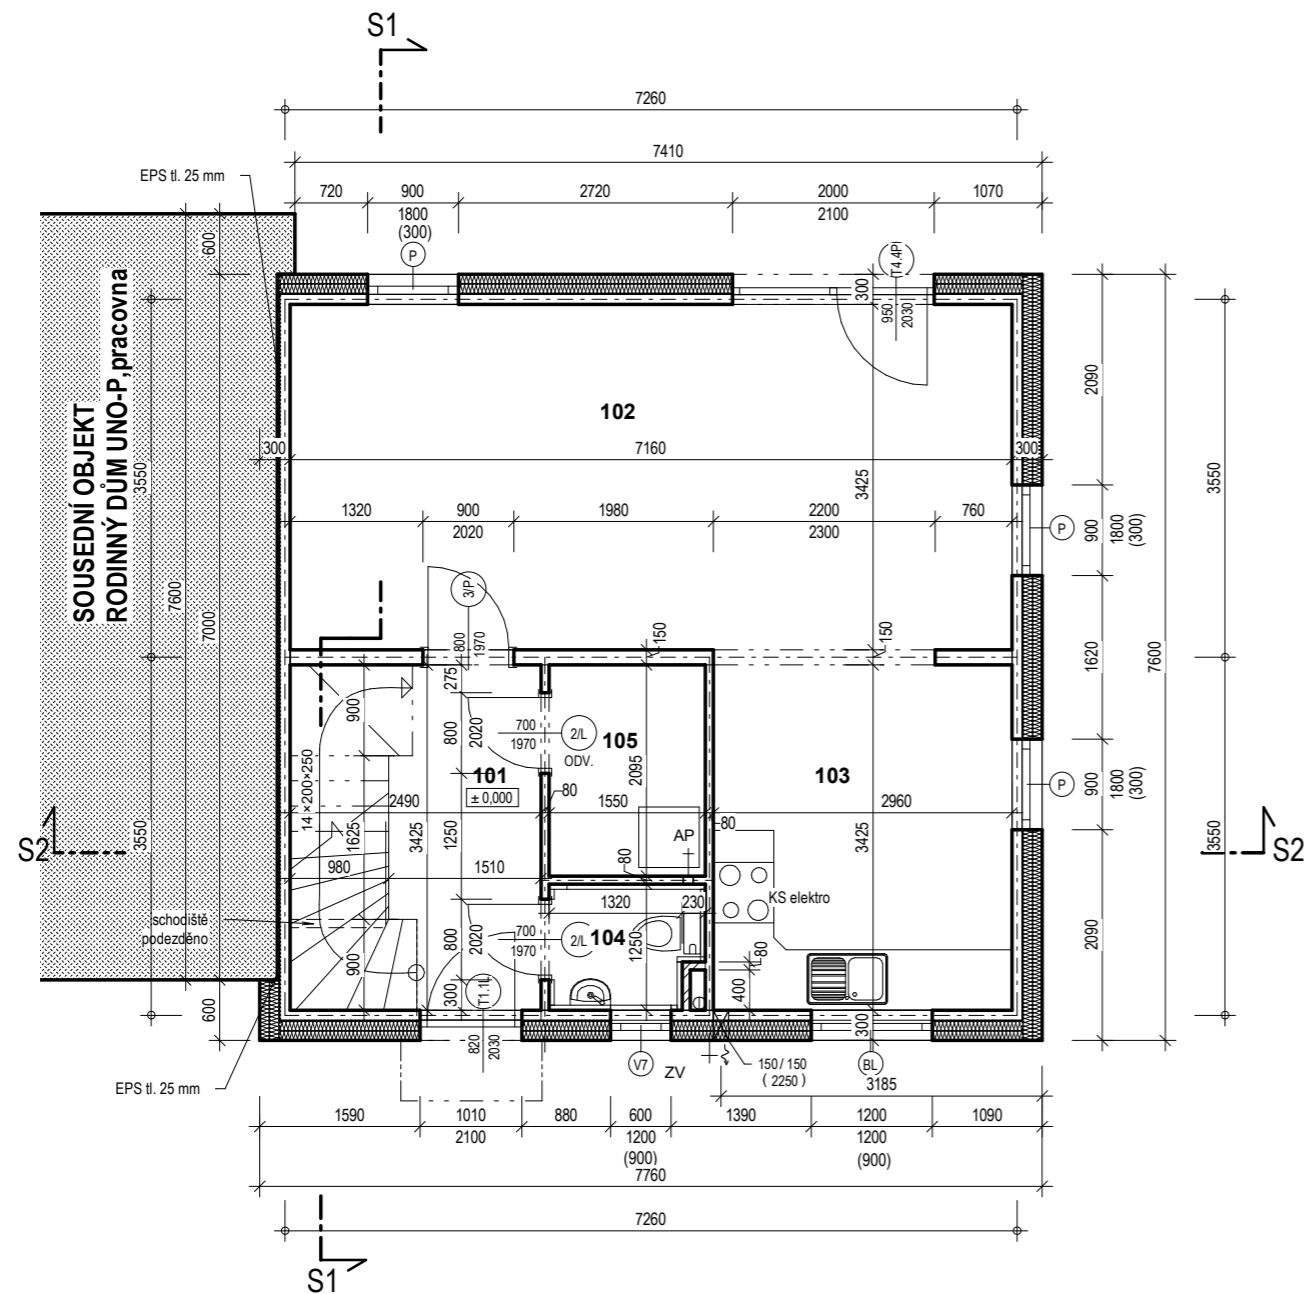 S1
7260
7410
EPS tl. 25 mm
720 900 2720 2000 1070
1800 2100
(300)
P
T4.4P
600
300
950
2030
SOUSEDNÍ OBJEKT
RODINNÝ DŮM UNO-P,pracovna
3550
7600
7000
102
300 7160 300
3425
1320 900 1980 2200 760
2020 2300
2090
3550
P
900
1800
(300)
3/P
800
1970
150
150
1620
7600
275
900
800
2020
700
1970
2/L
ODV.
105
2095
14×200×250
101
± 0,000
103
P
900
1800
(300)
2490
80
1550
80
2960
S2
3550
1625
3425
1250
AP
3425
3550
S2
980
1510
80
KS elektro
schodiště
podezděno
1320
230
800
2020
700
1970
2/L
104
1250
80
2090
900
300
T1.1L
400
300
600
820
2030
V7
ZV
150 / 150
( 2250 )
BL
3185
EPS tl. 25 mm
1590 1010 880 600 1390 1200 1090
2100 1200 1200
(900) (900)
7760
7260
S1